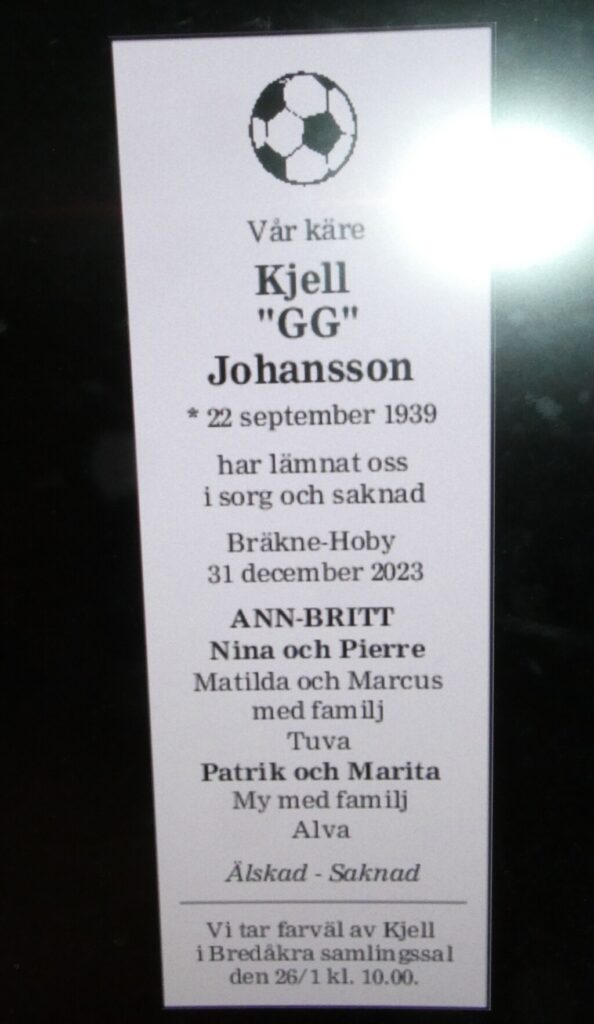 Vår käre
Kjell
"GG"
Johansson
* 22 september 1939
har lämnat oss
i sorg och saknad
Bräkne-Hoby
31 december 2023
ANN-BRITT
Nina och Pierre
Matilda och Marcus
med familj
Tuva
Patrik och Marita
My med familj
Alva
Älskad - Saknad
Vi tar farväl av Kjell
i Bredåkra samlingssal
den 26/1 kl. 10.00.